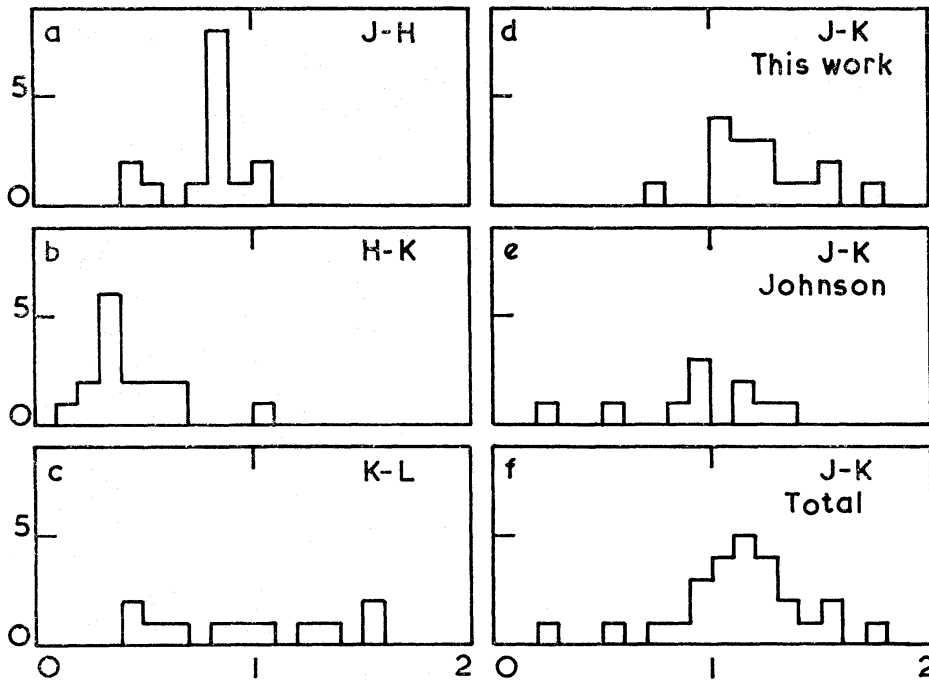 a J-H
5
0
d J-K
This work
b H-K
5
0
e J-K
Johnson
c K-L
5
0
f J-K
Total
0 1 2
0 1 2